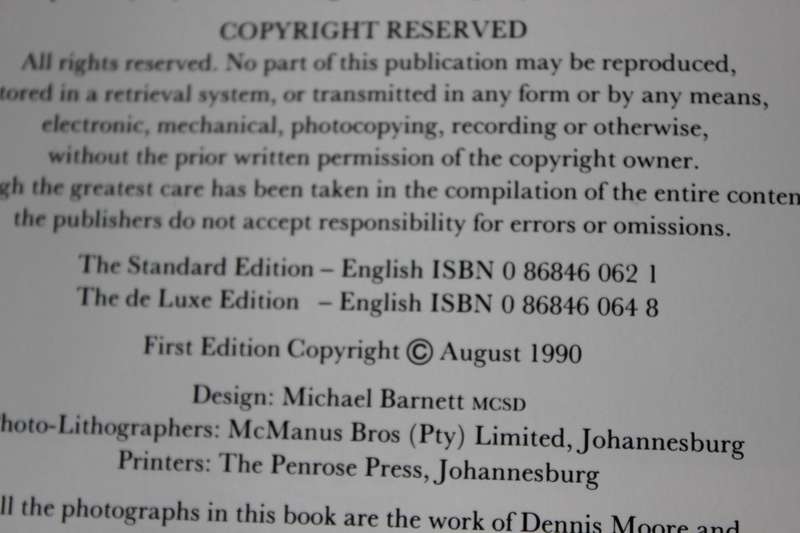 COPYRIGHT RESERVED
All rights reserved. No part of this publication may be reproduced,
tored in a retrieval system, or transmitted in any form or by any means,
electronic, mechanical, photocopying, recording or otherwise,
without the prior written permission of the copyright owner.
gh the greatest care has been taken in the compilation of the entire conten
the publishers do not accept responsibility for errors or omissions.
The Standard Edition – English ISBN 0 86846 062 1
The de Luxe Edition – English ISBN 0 86846 064 8
First Edition Copyright © August 1990
Design: Michael Barnett MCSD
hoto-Lithographers: McManus Bros (Pty) Limited, Johannesburg
Printers: The Penrose Press, Johannesburg
ll the photographs in this book are the work of Dennis Moore and